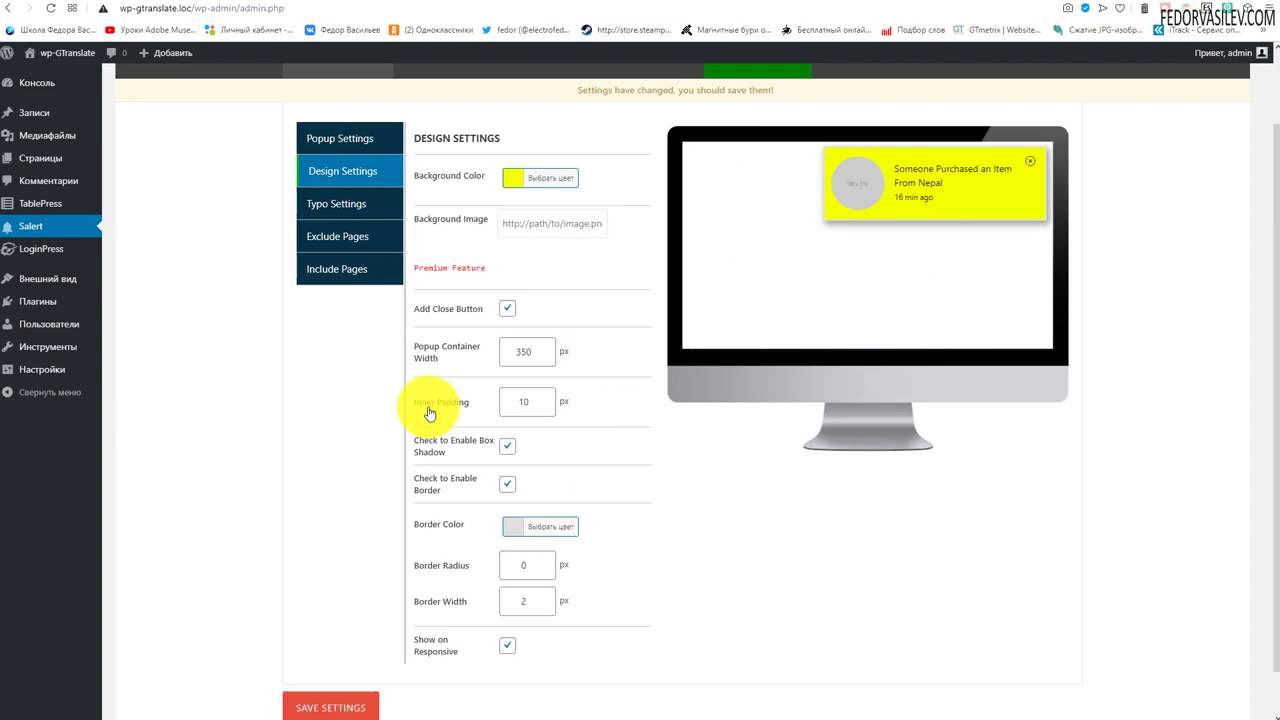 wp-gtranslate.loc/wp-admin/admin.php
FEDORVASILEV.COM
Школа Федора Вас...
Уроки Adobe Muse...
Личный кабинет -...
Федор Васильев
(2) Одноклассники
fedor (@electrofed...
http://store.steamp...
Магнитные бури о...
Бесплатный онлай...
Подбор слов
GTmetrix | Website...
Сжатие JPG-изобр...
iTrack - Сервис оп...
wp-GTranslate
0
Добавить
Привет, admin
Консоль
Записи
Медиафайлы
Страницы
Комментарии
TablePress
Salert
LoginPress
Внешний вид
Плагины
Пользователи
Инструменты
Настройки
Свернуть меню
Settings have changed, you should save them!
Popup Settings
Design Settings
Typo Settings
Exclude Pages
Include Pages
DESIGN SETTINGS
Background Color
Выбрать цвет
Background Image
http://path/to/image.pn
Premium Feature
Add Close Button
Popup Container
Width
350
px
Inner Padding
10
px
Check to Enable Box
Shadow
Check to Enable
Border
Border Color
Выбрать цвет
Border Radius
0
px
Border Width
2
px
Show on
Responsive
SAVE SETTINGS
Someone Purchased an Item
From Nepal
16 min ago